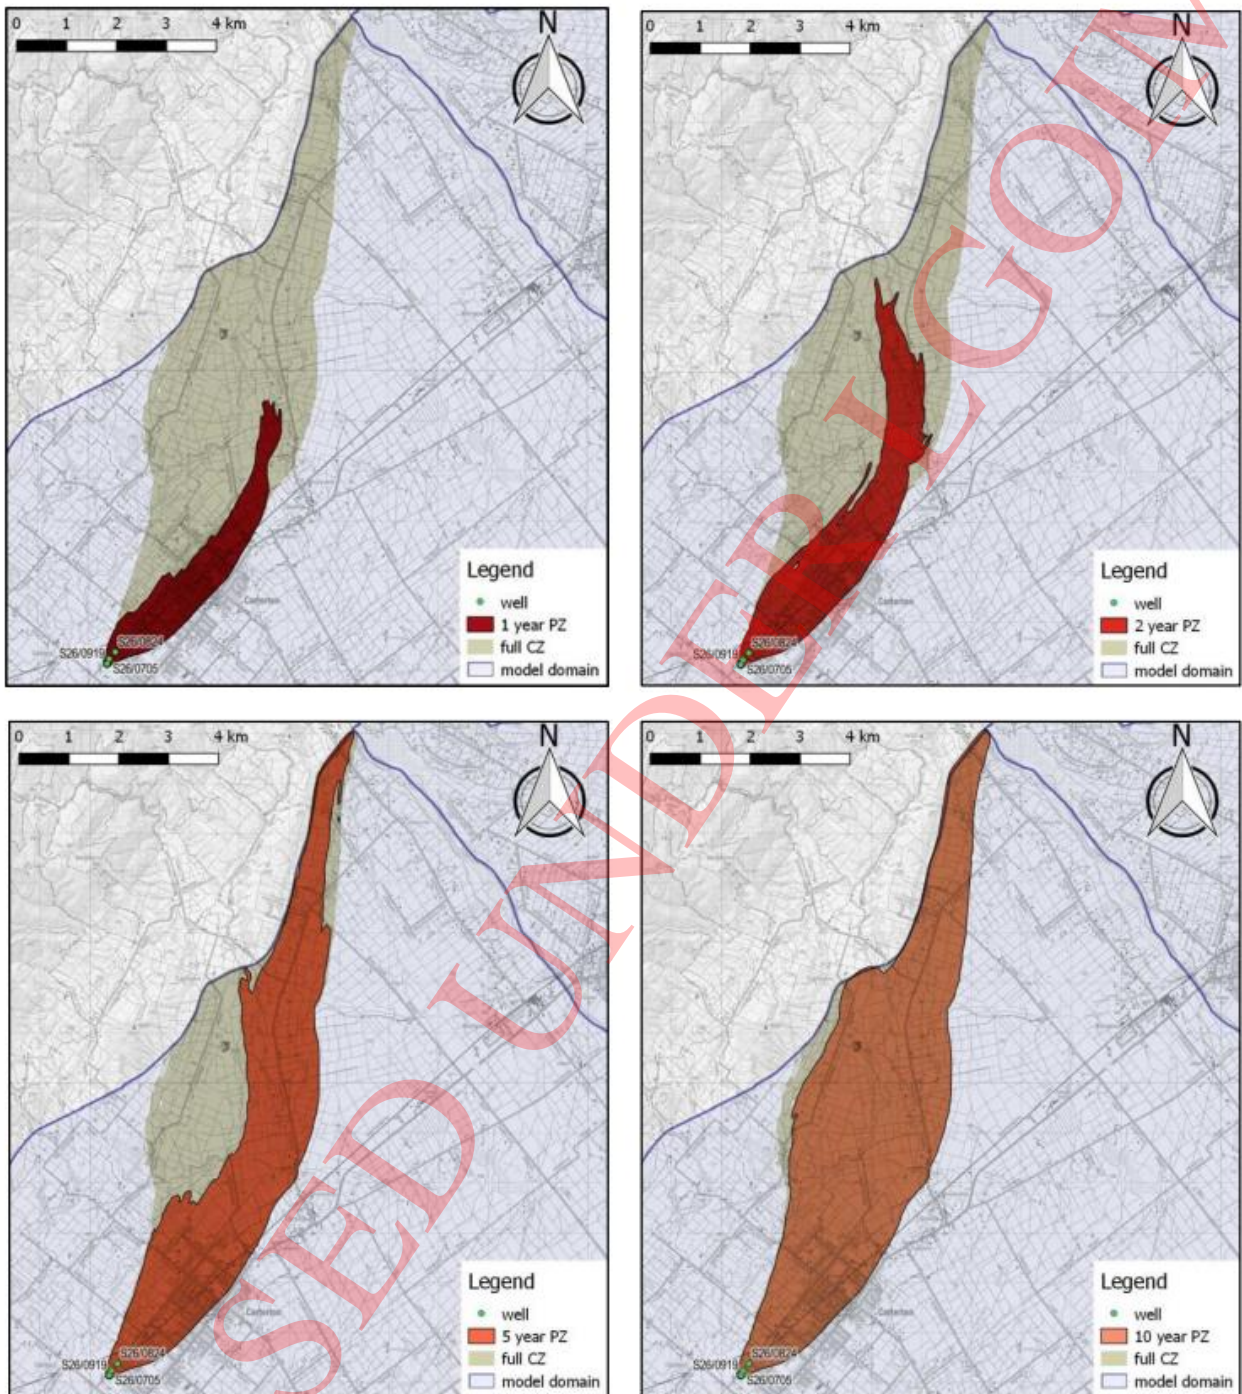 0 1 2 3 4 km
N
Carterton
Legend
well
1 year PZ
full CZ
model domain
S26/0824
S26/0919
S26/0705
0 1 2 3 4 km
N
Carterton
Legend
well
2 year PZ
full CZ
model domain
S26/0824
S26/0919
S26/0705
0 1 2 3 4 km
N
Carterton
Legend
well
5 year PZ
full CZ
model domain
S26/0824
S26/0919
S26/0705
0 1 2 3 4 km
N
Carterton
Legend
well
10 year PZ
full CZ
model domain
S26/0824
S26/0919
S26/0705
SED UNDER LGOIM